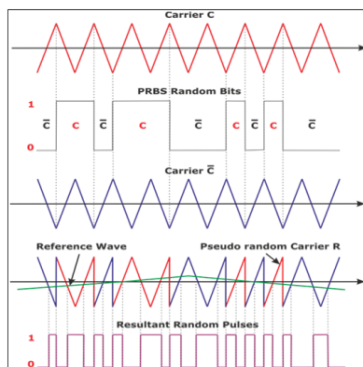 Carrier C
PRBS Random Bits
1
C̅ C C̅ C C̅ C C̅ C C̅
0
Carrier C̅
Reference Wave Pseudo random Carrier R
Resultant Random Pulses
1
0